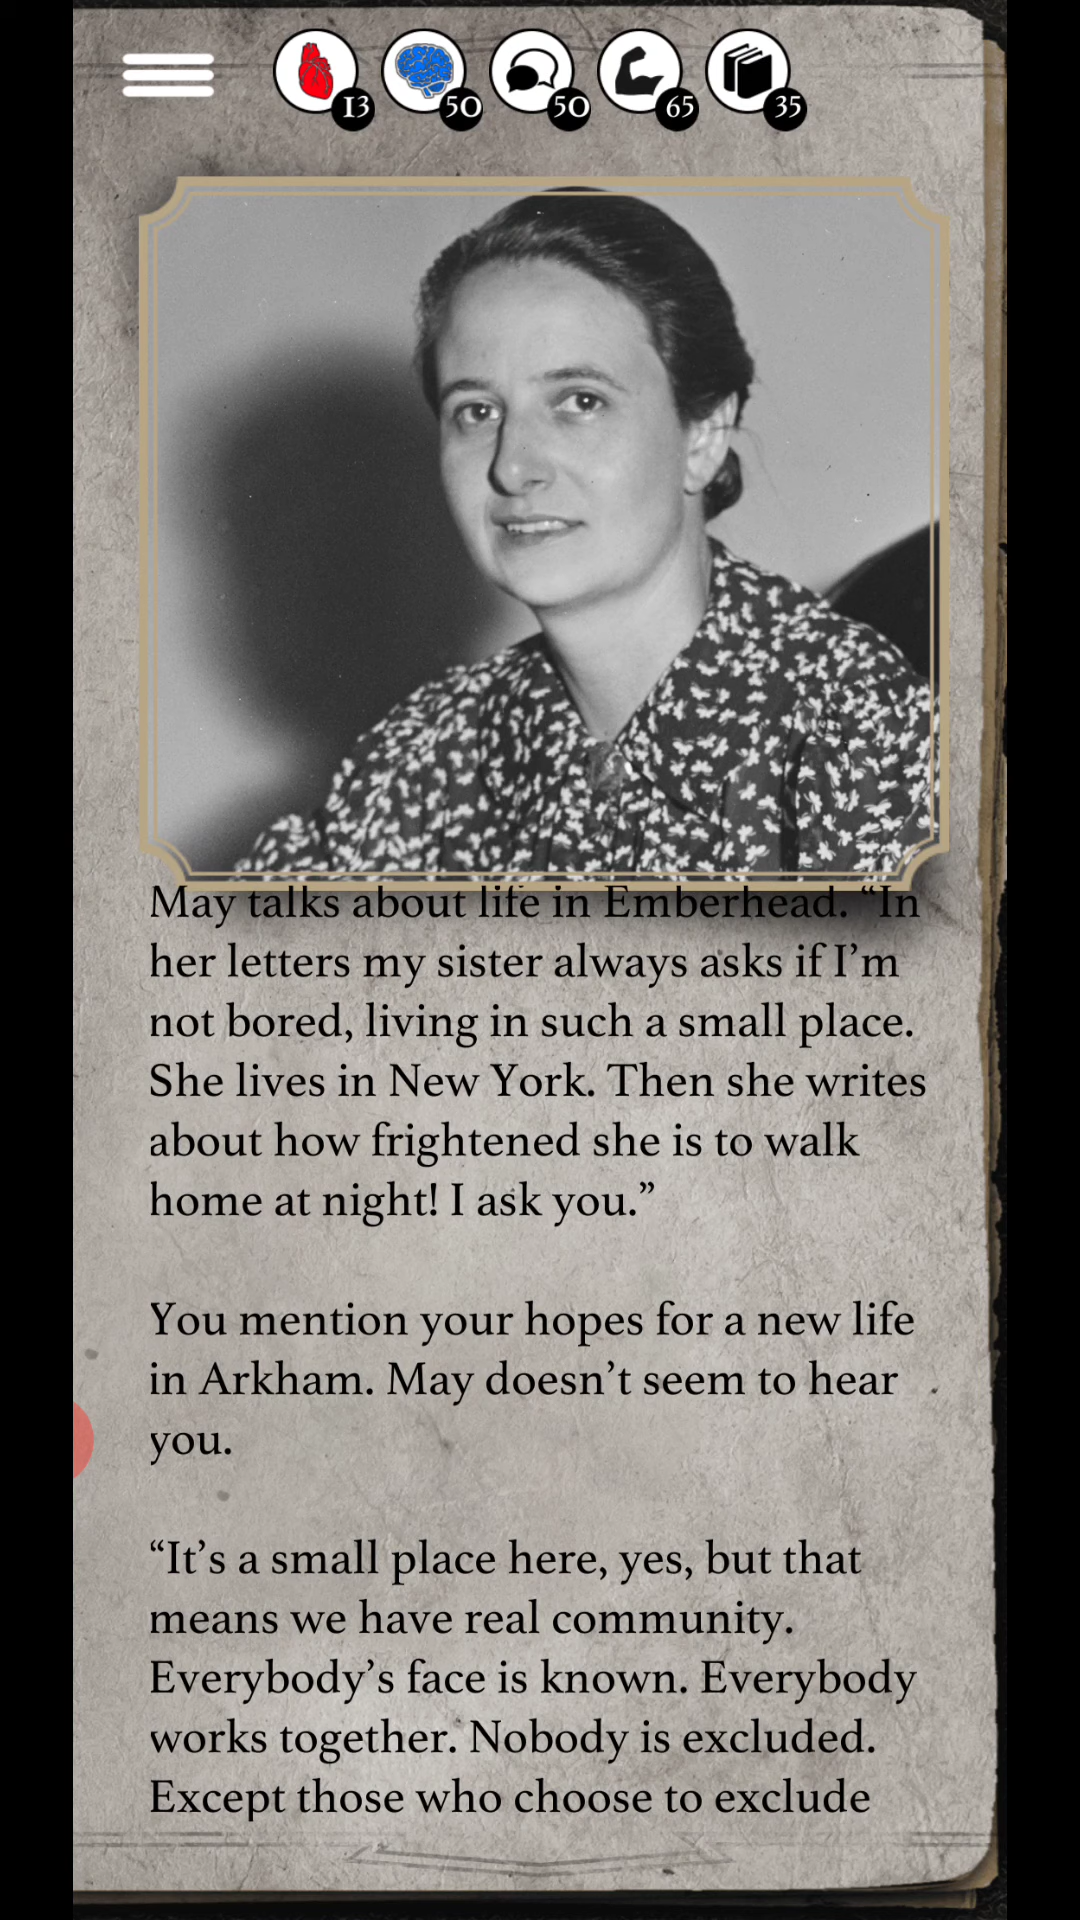 13
50
50
65
35
May talks about life in Emberhead. “In
her letters my sister always asks if I’m
not bored, living in such a small place.
She lives in New York. Then she writes
about how frightened she is to walk
home at night! I ask you.”
You mention your hopes for a new life
in Arkham. May doesn’t seem to hear
you.
“It’s a small place here, yes, but that
means we have real community.
Everybody’s face is known. Everybody
works together. Nobody is excluded.
Except those who choose to exclude